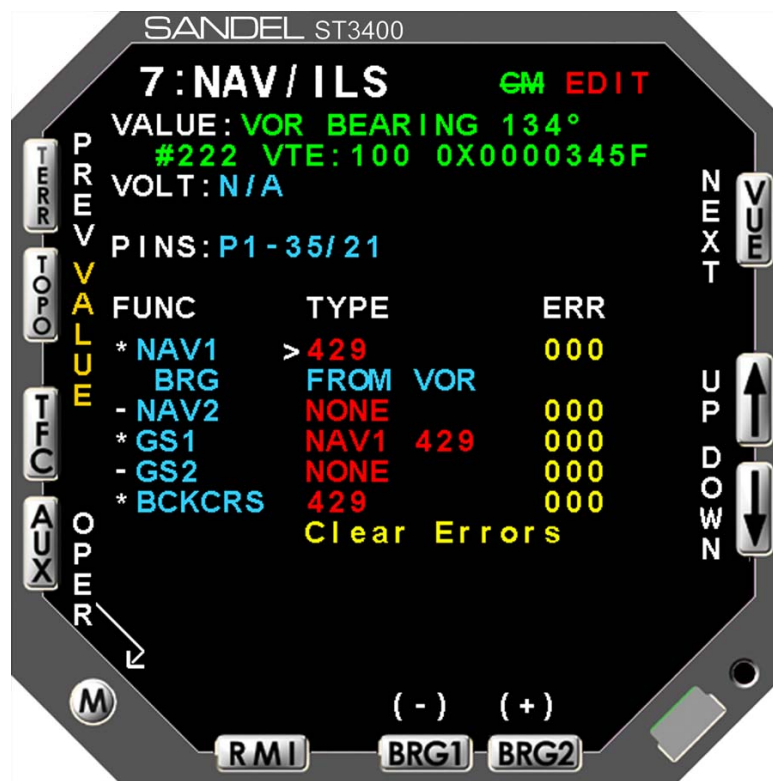 SANDEL ST3400
7:NAV/ILS GM EDIT
VALUE:VOR BEARING 134°
#222 VTE:100 0X0000345F
VOLT:N/A
PINS:P1-35/21
FUNC TYPE ERR
*NAV1 >429 000
BRG FROM VOR
-NAV2 NONE 000
*GS1 NAV1 429 000
-GS2 NONE 000
*BCKCRS 429 000
Clear Errors
TERR
PREV
TOPO
VALUE
TFC
AUX
OPER
NEXT
VUE
UP
DOWN
M
(-) (+)
RMI BRG1 BRG2